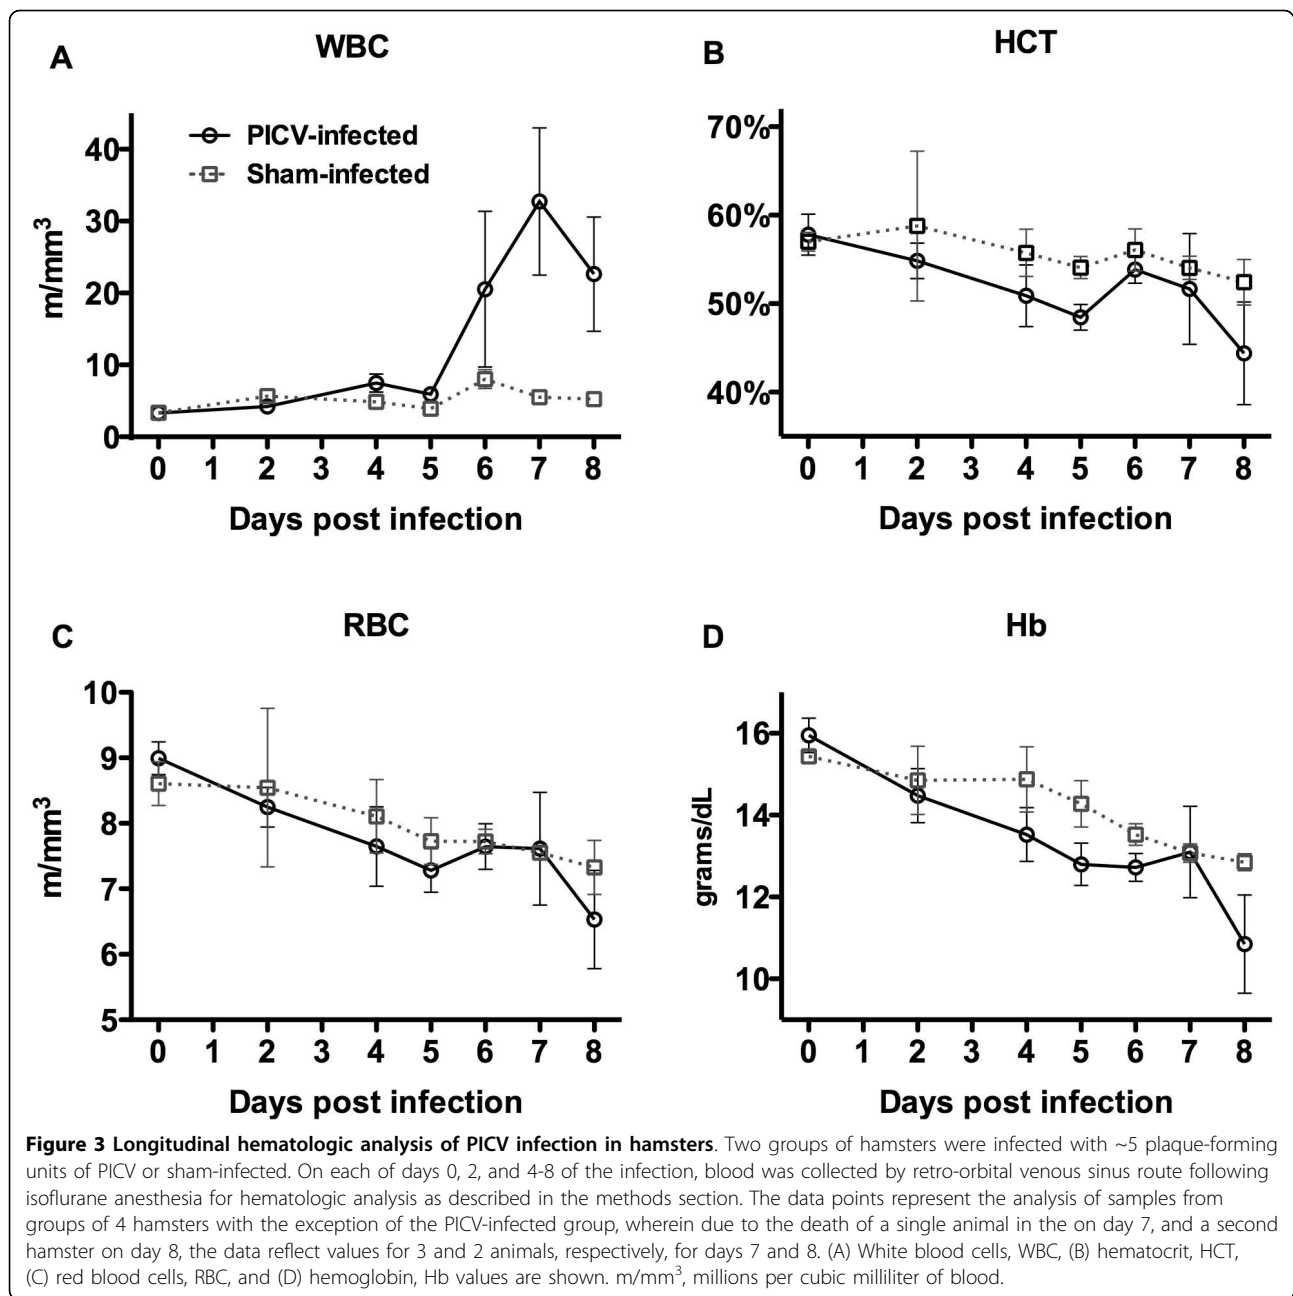 A
WBC
PICV-infected
Sham-infected
40
30
20
10
0
m/mm³
0 1 2 3 4 5 6 7 8
Days post infection
B
HCT
70%
60%
50%
40%
0 1 2 3 4 5 6 7 8
Days post infection
C
RBC
10
9
8
7
6
5
m/mm³
0 1 2 3 4 5 6 7 8
Days post infection
D
Hb
16
14
12
10
grams/dL
0 1 2 3 4 5 6 7 8
Days post infection
Figure 3 Longitudinal hematologic analysis of PICV infection in hamsters. Two groups of hamsters were infected with ~5 plaque-forming
units of PICV or sham-infected. On each of days 0, 2, and 4-8 of the infection, blood was collected by retro-orbital venous sinus route following
isoflurane anesthesia for hematologic analysis as described in the methods section. The data points represent the analysis of samples from
groups of 4 hamsters with the exception of the PICV-infected group, wherein due to the death of a single animal in the on day 7, and a second
hamster on day 8, the data reflect values for 3 and 2 animals, respectively, for days 7 and 8. (A) White blood cells, WBC, (B) hematocrit, HCT,
(C) red blood cells, RBC, and (D) hemoglobin, Hb values are shown. m/mm³, millions per cubic milliliter of blood.